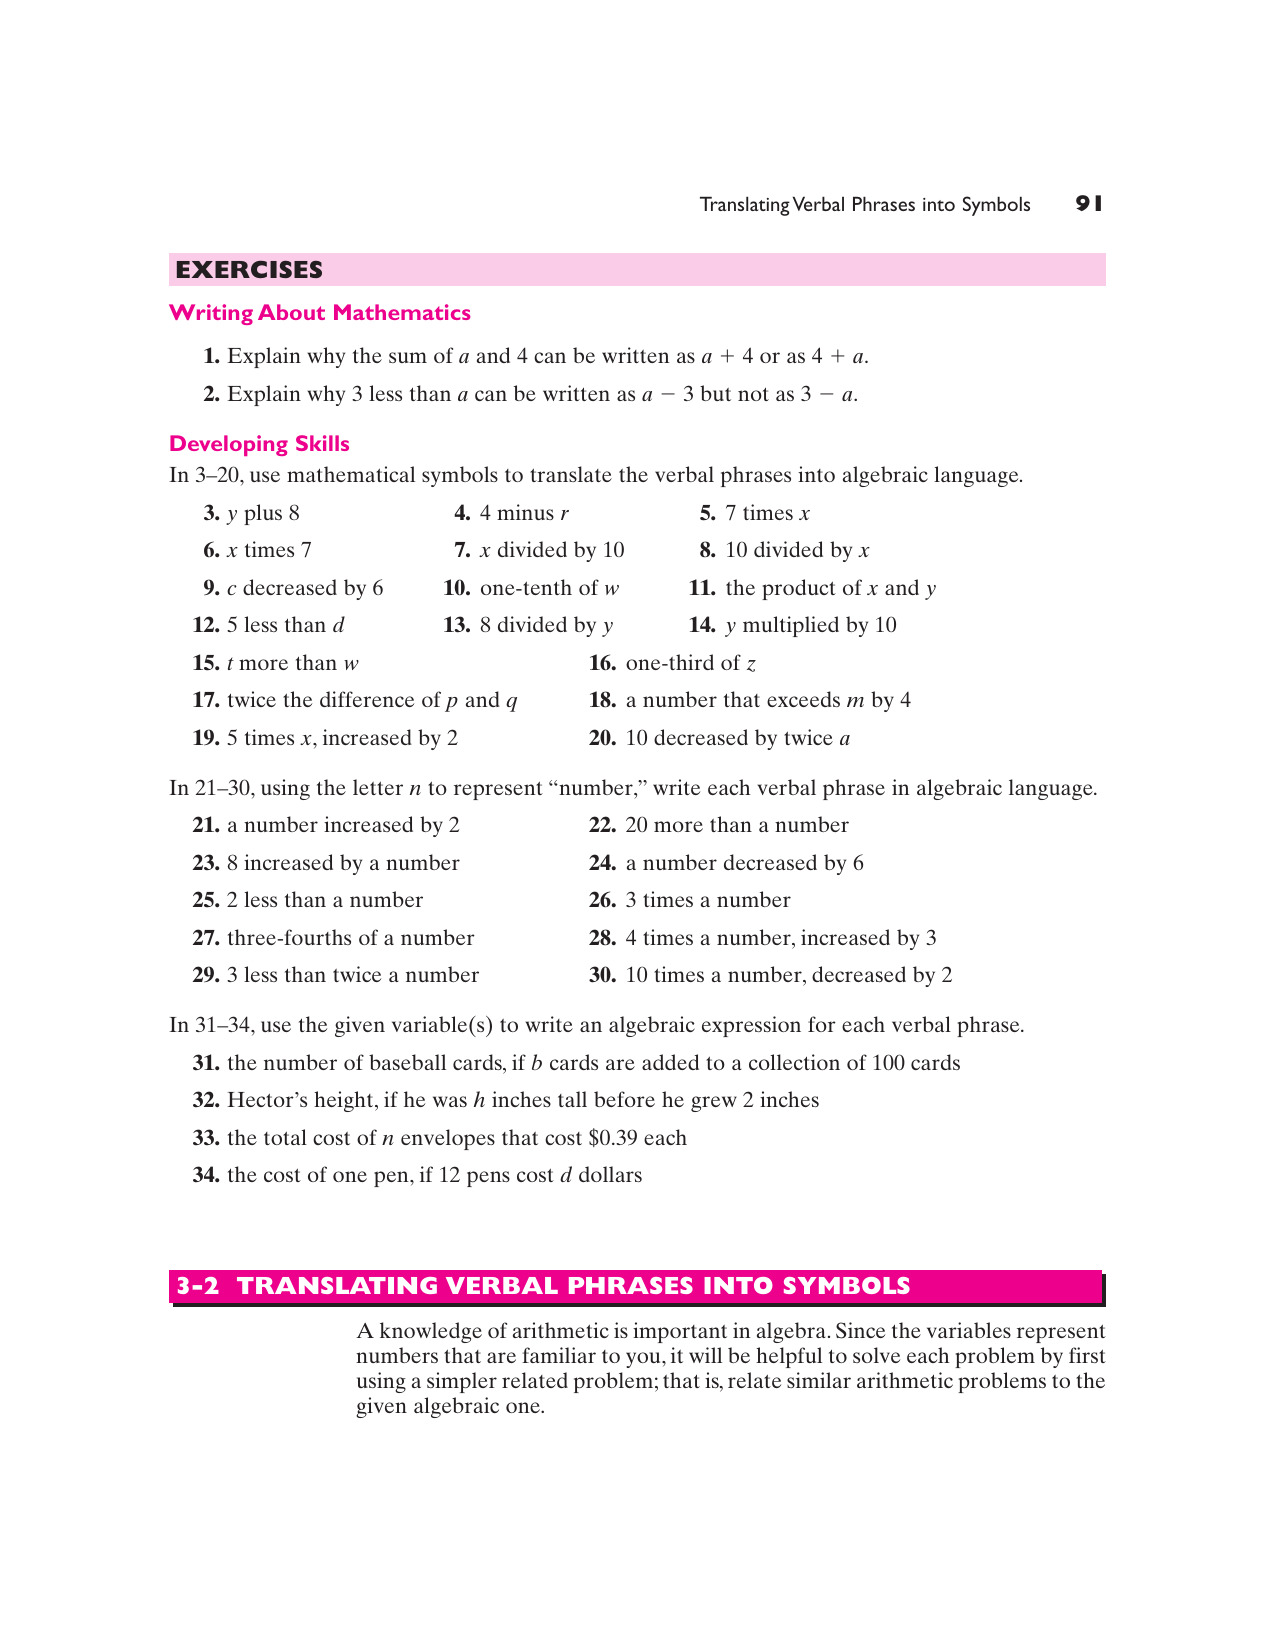 Translating Verbal Phrases into Symbols 91
EXERCISES
Writing About Mathematics
1. Explain why the sum of a and 4 can be written as a + 4 or as 4 + a.
2. Explain why 3 less than a can be written as a − 3 but not as 3 − a.
Developing Skills
In 3–20, use mathematical symbols to translate the verbal phrases into algebraic language.
3. y plus 8 4. 4 minus r 5. 7 times x
6. x times 7 7. x divided by 10 8. 10 divided by x
9. c decreased by 6 10. one-tenth of w 11. the product of x and y
12. 5 less than d 13. 8 divided by y 14. y multiplied by 10
15. t more than w 16. one-third of z
17. twice the difference of p and q 18. a number that exceeds m by 4
19. 5 times x, increased by 2 20. 10 decreased by twice a
In 21–30, using the letter n to represent “number,” write each verbal phrase in algebraic language.
21. a number increased by 2 22. 20 more than a number
23. 8 increased by a number 24. a number decreased by 6
25. 2 less than a number 26. 3 times a number
27. three-fourths of a number 28. 4 times a number, increased by 3
29. 3 less than twice a number 30. 10 times a number, decreased by 2
In 31–34, use the given variable(s) to write an algebraic expression for each verbal phrase.
31. the number of baseball cards, if b cards are added to a collection of 100 cards
32. Hector’s height, if he was h inches tall before he grew 2 inches
33. the total cost of n envelopes that cost $0.39 each
34. the cost of one pen, if 12 pens cost d dollars
3-2 TRANSLATING VERBAL PHRASES INTO SYMBOLS
A knowledge of arithmetic is important in algebra. Since the variables represent
numbers that are familiar to you, it will be helpful to solve each problem by first
using a simpler related problem; that is, relate similar arithmetic problems to the
given algebraic one.